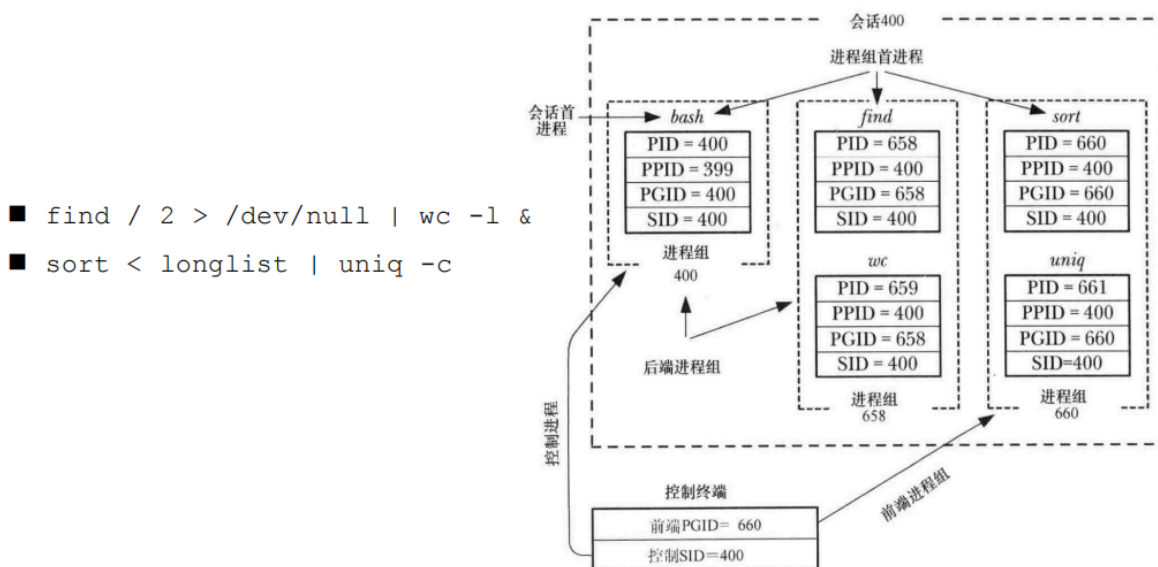 ■ find / 2 > /dev/null | wc -l &
■ sort < longlist | uniq -c
会话400
进程组首进程
会话首
进程
bash
PID = 400
PPID = 399
PGID = 400
SID = 400
进程组
400
find
PID = 658
PPID = 400
PGID = 658
SID = 400
wc
PID = 659
PPID = 400
PGID = 658
SID = 400
进程组
658
sort
PID = 660
PPID = 400
PGID = 660
SID = 400
uniq
PID = 661
PPID = 400
PGID = 660
SID=400
进程组
660
后端进程组
控制进程
前端进程组
控制终端
前端PGID= 660
控制SID=400